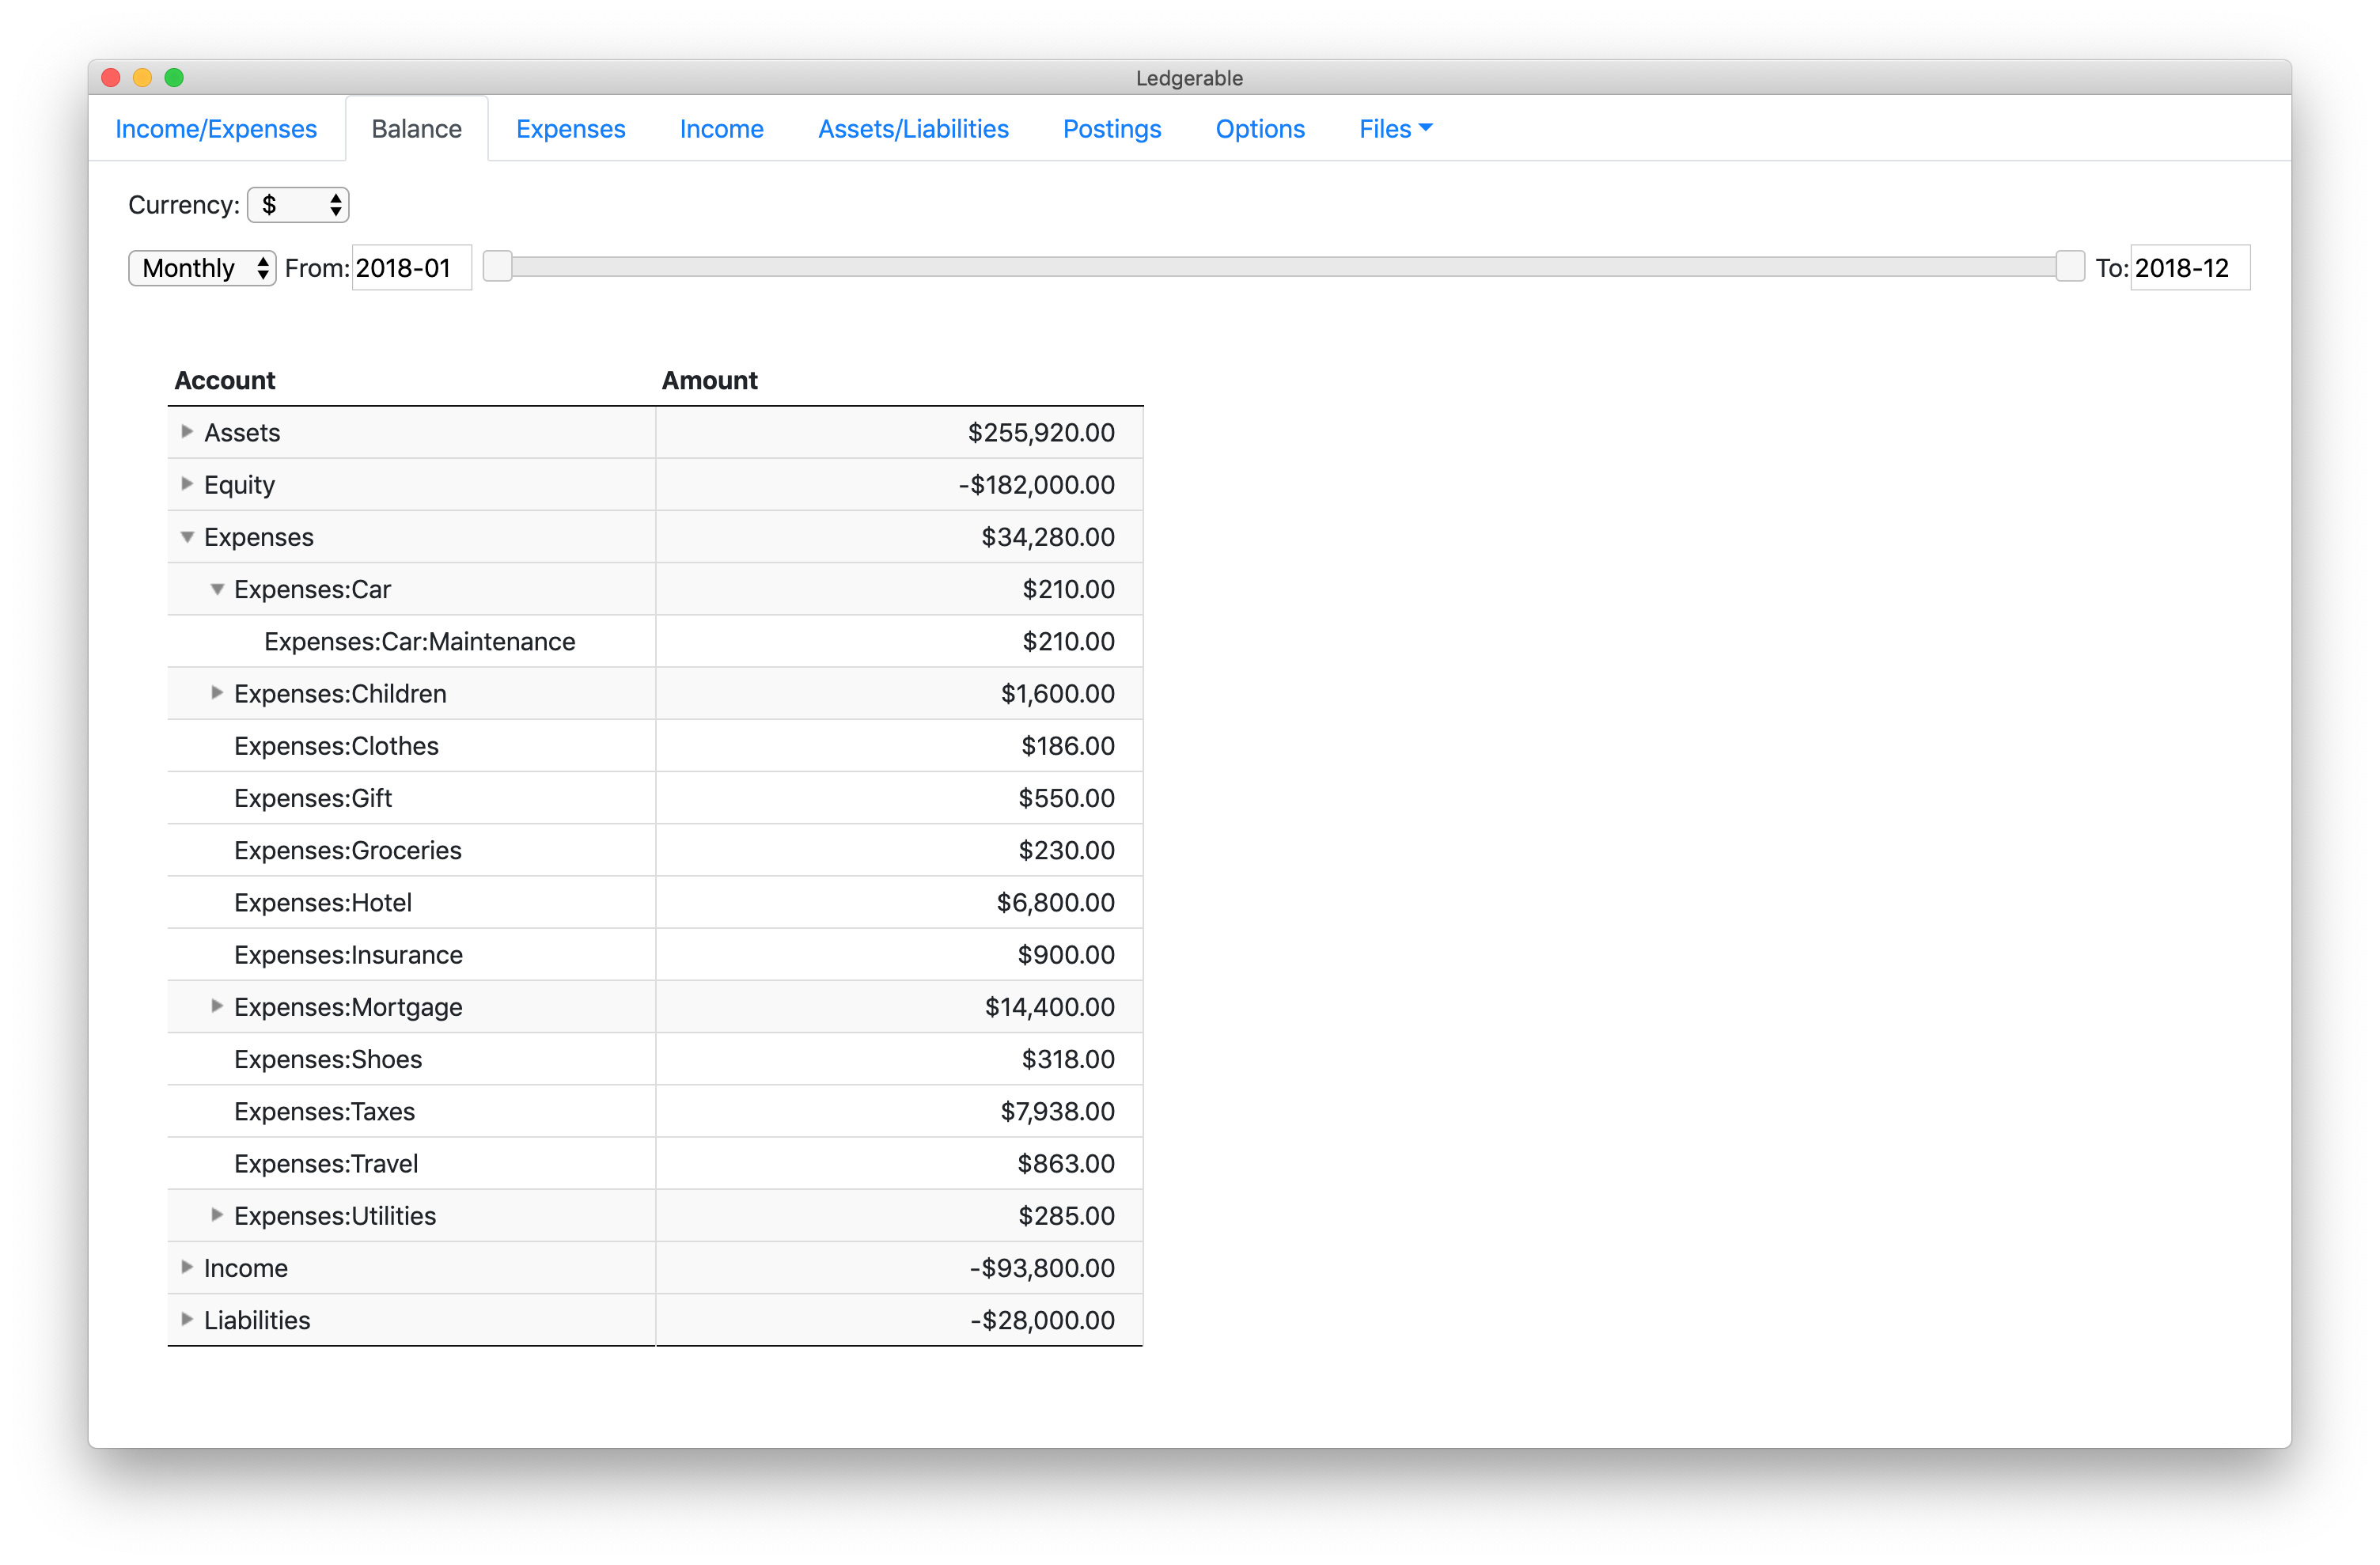 Ledgerable
Income/Expenses Balance Expenses Income Assets/Liabilities Postings Options Files
Currency: $
Monthly From: 2018-01 To: 2018-12
Account Amount
Assets $255,920.00
Equity -$182,000.00
Expenses $34,280.00
Expenses:Car $210.00
Expenses:Car:Maintenance $210.00
Expenses:Children $1,600.00
Expenses:Clothes $186.00
Expenses:Gift $550.00
Expenses:Groceries $230.00
Expenses:Hotel $6,800.00
Expenses:Insurance $900.00
Expenses:Mortgage $14,400.00
Expenses:Shoes $318.00
Expenses:Taxes $7,938.00
Expenses:Travel $863.00
Expenses:Utilities $285.00
Income -$93,800.00
Liabilities -$28,000.00